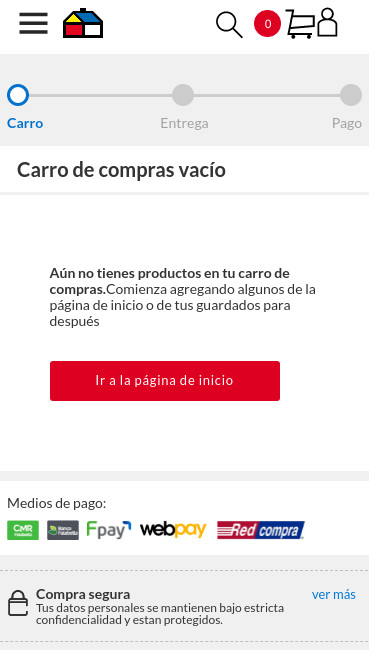 0
Carro Entrega Pago
Carro de compras vacío
Aún no tienes productos en tu carro de
compras.Comienza agregando algunos de la
página de inicio o de tus guardados para
después
Ir a la página de inicio
Medios de pago:
CMR Banco Falabella Fpay webpay Redcompra
Compra segura ver más
Tus datos personales se mantienen bajo estricta
confidencialidad y estan protegidos.